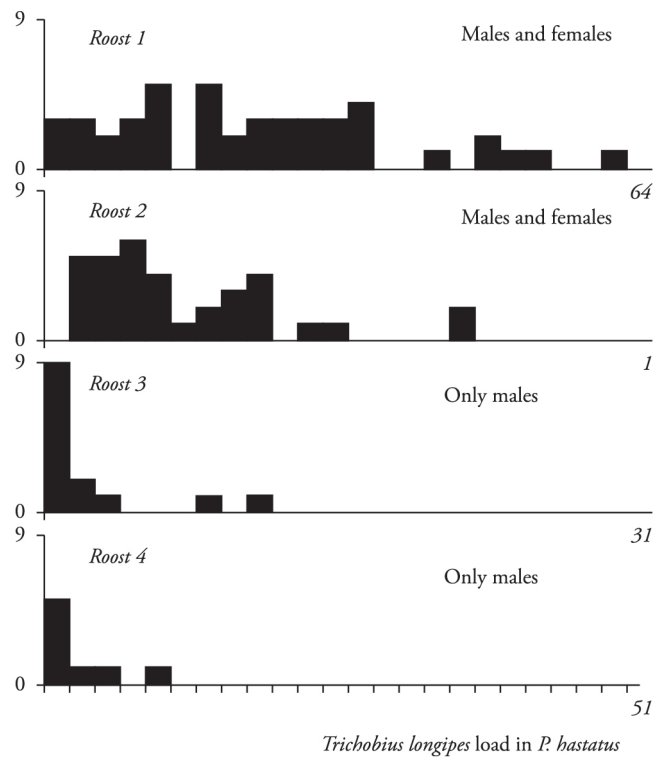 9
Roost 1
Males and females
0
64
9
Roost 2
Males and females
0
1
9
Roost 3
Only males
0
31
9
Roost 4
Only males
0
51
Trichobius longipes load in P. hastatus